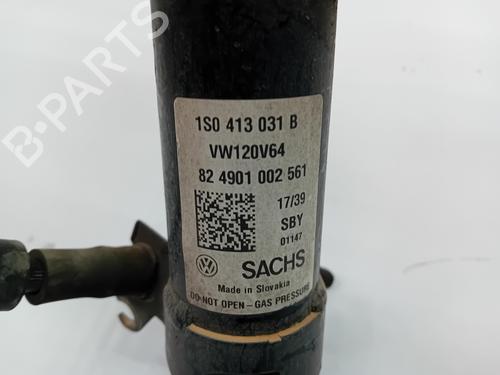 1S0 413 031 B
VW120V64
82 4901 002 561
17/39
SBY
01147
SACHS
Made in Slovakia
DO NOT OPEN - GAS PRESSURE